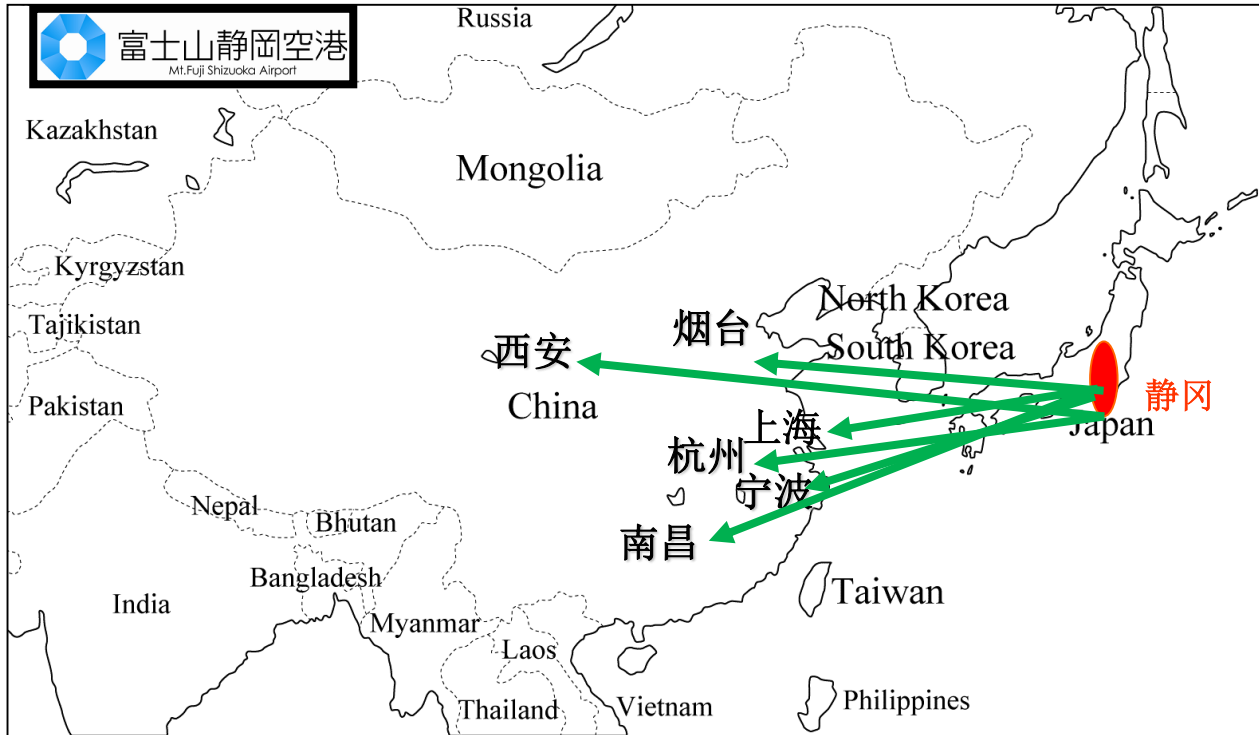 Russia
富士山静岡空港
Mt.Fuji Shizuoka Airport
Kazakhstan
Mongolia
Kyrgyzstan
North Korea
Tajikistan
烟台
西安
South Korea
Pakistan
China
静冈
Japan
上海
杭州
宁波
Nepal
Bhutan
南昌
Bangladesh
India
Taiwan
Myanmar
Laos
Philippines
Thailand
Vietnam